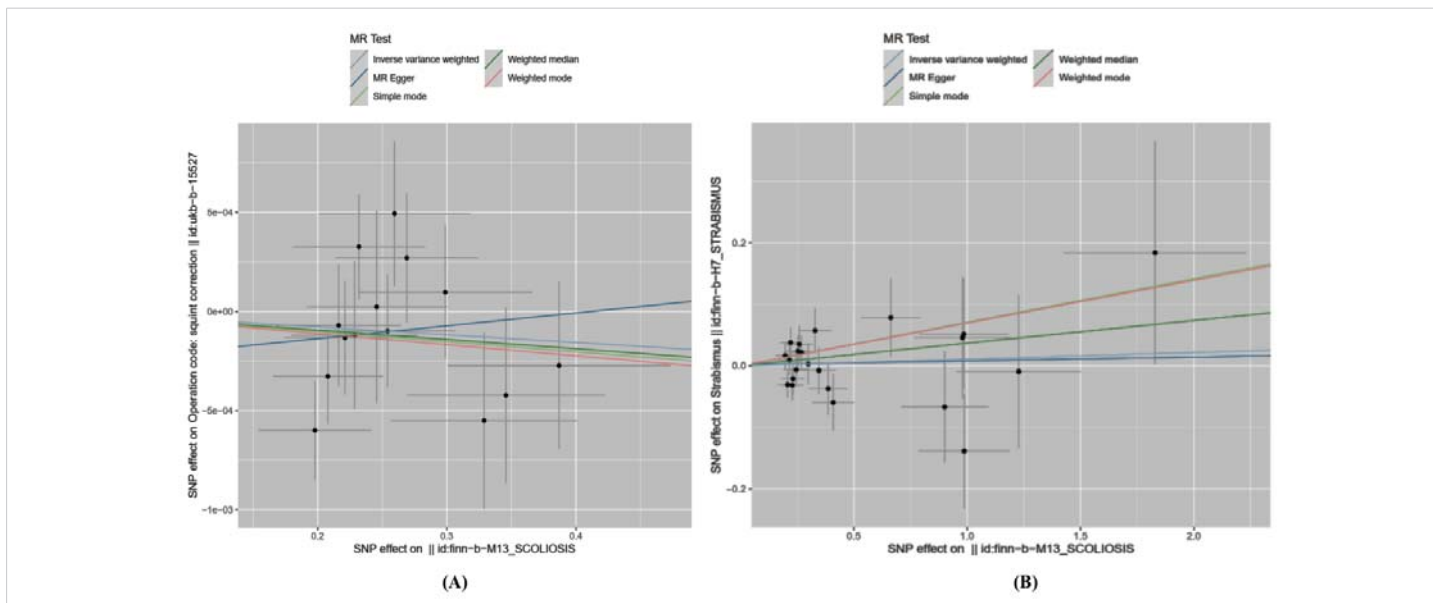 MR Test
Inverse variance weighted
Weighted median
MR Egger
Weighted mode
Simple mode
SNP effect on Operation code: squint correction || id:ukb-b-15527
5e-04
0e+00
-5e-04
-1e-03
0.2
0.3
0.4
SNP effect on || id:finn-b-M13_SCOLIOSIS
(A)
MR Test
Inverse variance weighted
Weighted median
MR Egger
Weighted mode
Simple mode
SNP effect on Strabismus || id:finn-b-H7_STRABISMUS
0.2
0.0
-0.2
0.5
1.0
1.5
2.0
SNP effect on || id:finn-b-M13_SCOLIOSIS
(B)